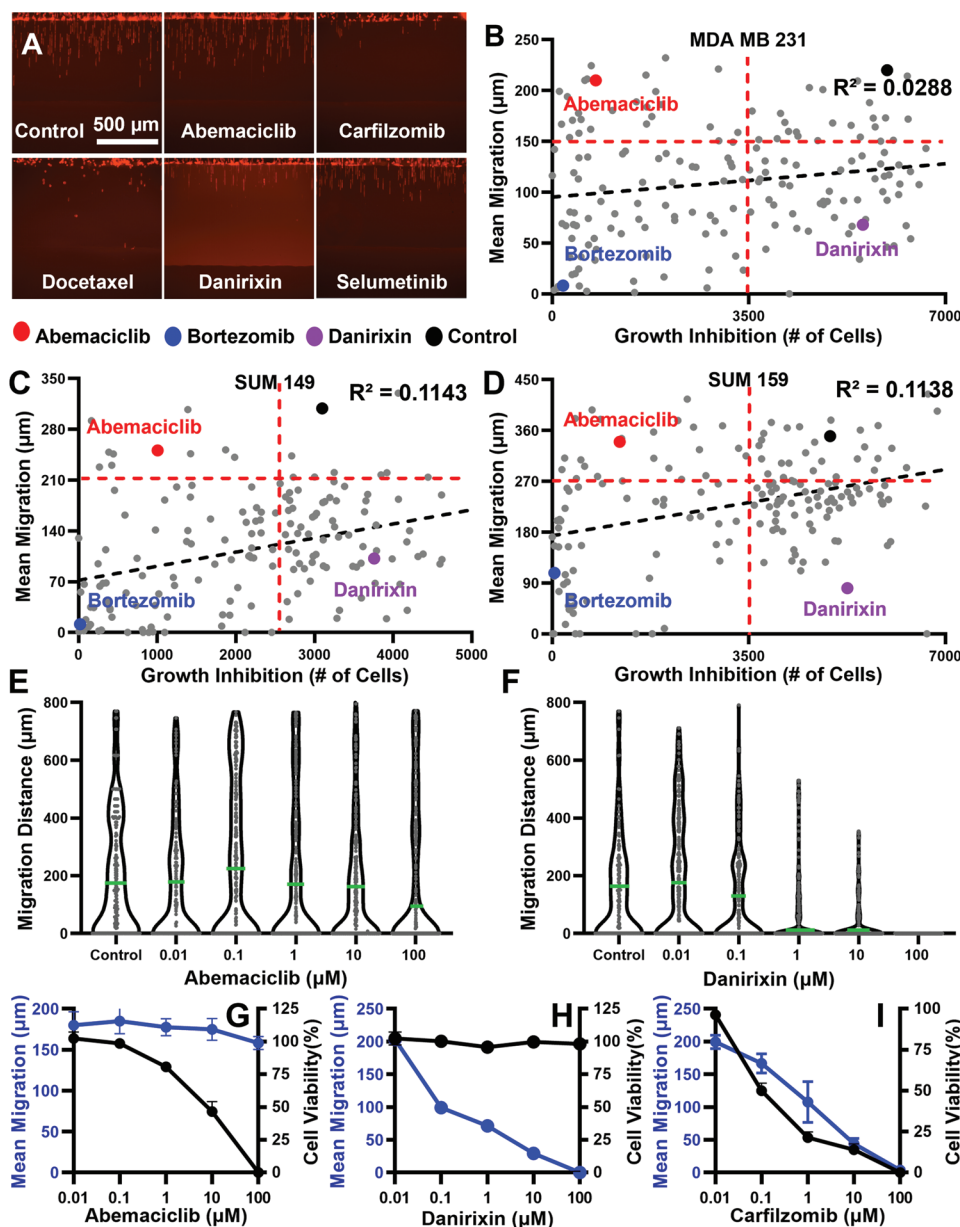 A
Control
500 µm
Abemaciclib
Carfilzomib
Docetaxel
Danirixin
Selumetinib
B
MDA MB 231
R² = 0.0288
Abemaciclib
Bortezomib
Danirixin
Mean Migration (µm)
250
200
150
100
50
0
0 3500 7000
Growth Inhibition (# of Cells)
Abemaciclib Bortezomib Danirixin Control
C
SUM 149
R² = 0.1143
Abemaciclib
Bortezomib
Danirixin
Mean Migration (µm)
350
280
210
140
70
0
0 1000 2000 3000 4000 5000
Growth Inhibition (# of Cells)
D
SUM 159
R² = 0.1138
Abemaciclib
Bortezomib
Danirixin
Mean Migration (µm)
450
360
270
180
90
0
0 3500 7000
Growth Inhibition (# of Cells)
E
Migration Distance (µm)
800
600
400
200
0
Control 0.01 0.1 1 10 100
Abemaciclib (µM)
F
Migration Distance (µm)
800
600
400
200
0
Control 0.01 0.1 1 10 100
Danirixin (µM)
G
Mean Migration (µm)
200
150
100
50
0
Cell Viability(%)
125
100
75
50
25
0
0.01 0.1 1 10 100
Abemaciclib (µM)
H
Mean Migration (µm)
250
200
150
100
50
0
Cell Viability(%)
125
100
75
50
25
0
0.01 0.1 1 10 100
Danirixin (µM)
I
Mean Migration (µm)
250
200
150
100
50
0
Cell Viability(%)
100
75
50
25
0
0.01 0.1 1 10 100
Carfilzomib (µM)